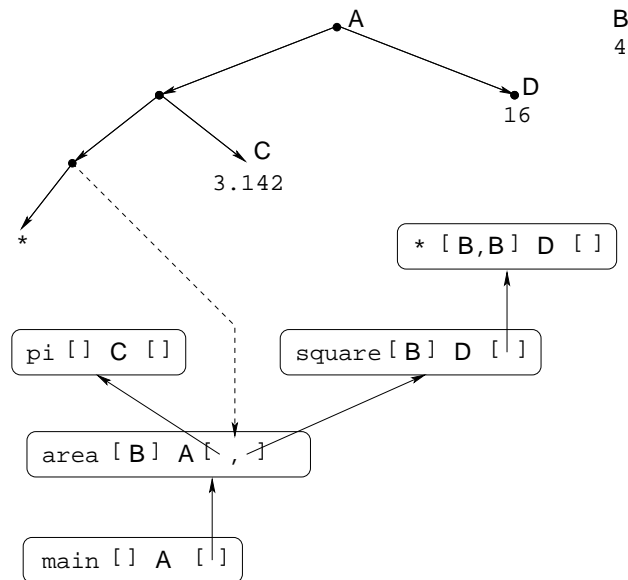 A B
4
D
16
C
3.142
*
* [B,B] D []
pi [] C []
square[B] D []
area [B] A[ , ]
main [] A []